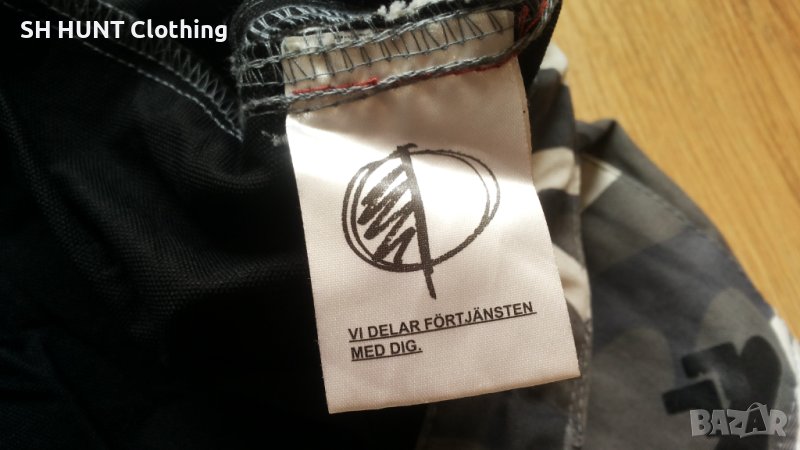 SH HUNT Clothing
VI DELAR FÖRTJÄNSTEN
MED DIG.
BAZAR